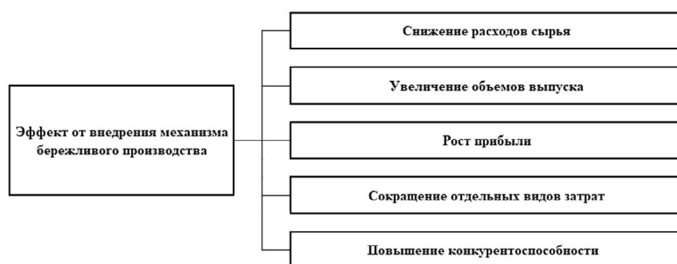 Снижение расходов сырья
Увеличение объемов выпуска
Эффект от внедрения механизма
бережливого производства
Рост прибыли
Сокращение отдельных видов затрат
Повышение конкурентоспособности